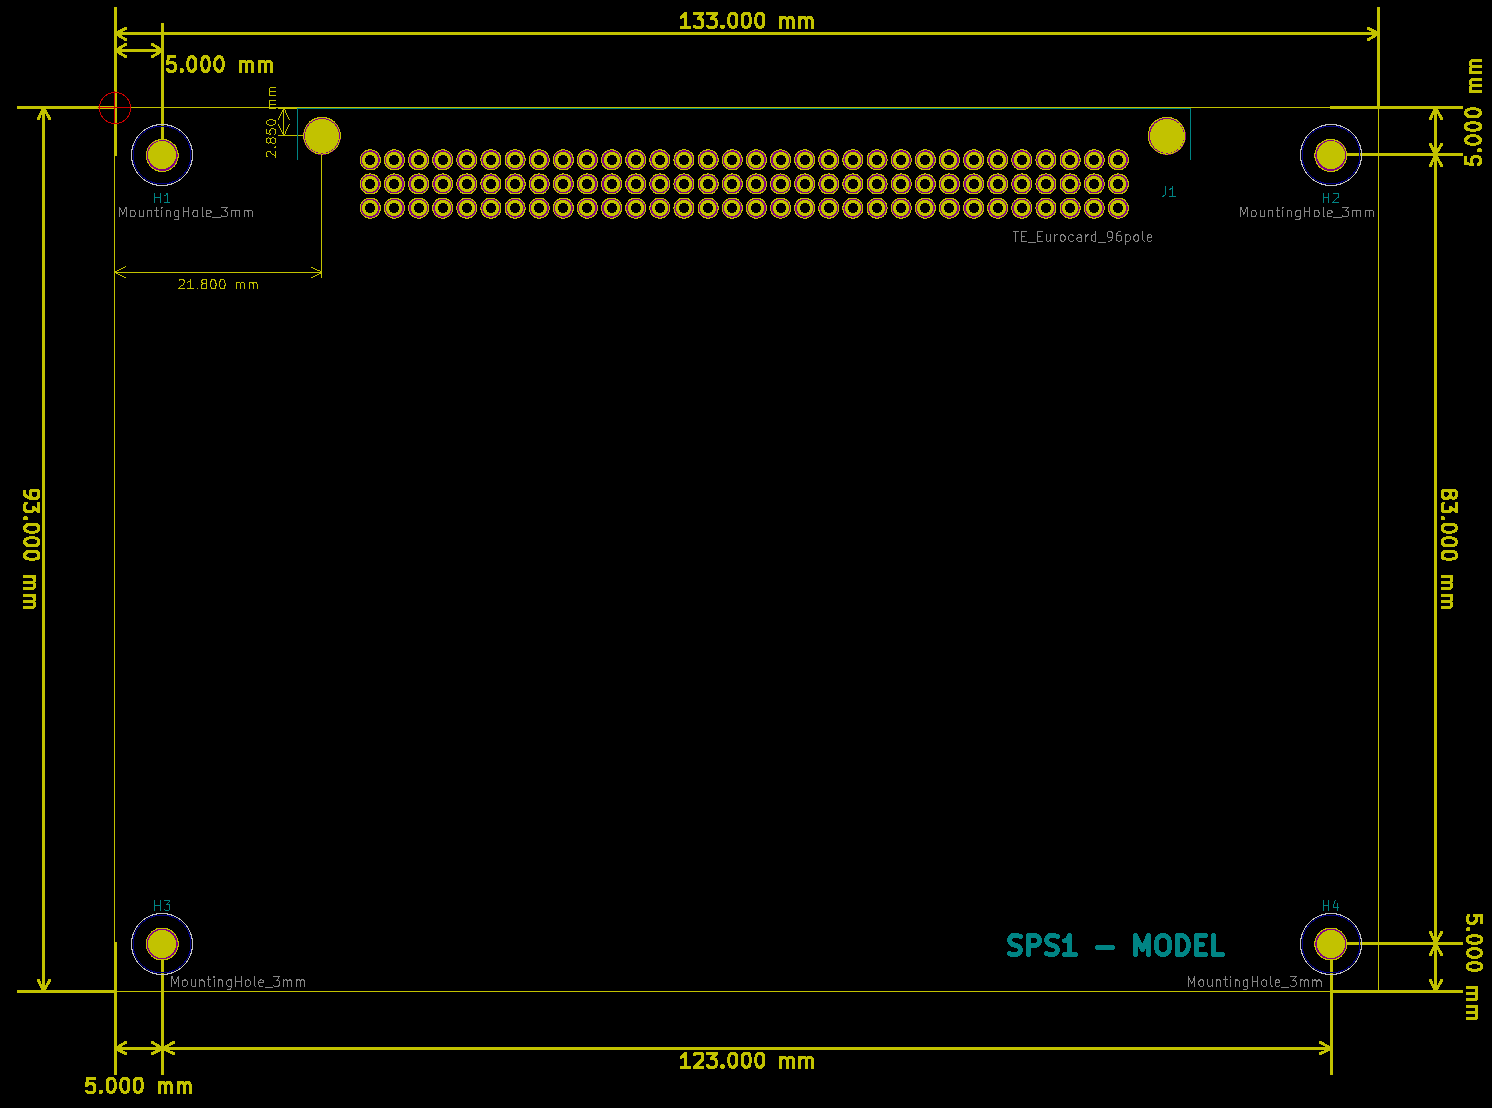 133.000 mm
5.000 mm
5.000 mm
2.850 mm
H1
MountingHole_3mm
J1
H2
MountingHole_3mm
TE_Eurocard_96pole
21.800 mm
93.000 mm
83.000 mm
H3
H4
SPS1 - MODEL
MountingHole_3mm
MountingHole_3mm
5.000 mm
123.000 mm
5.000 mm